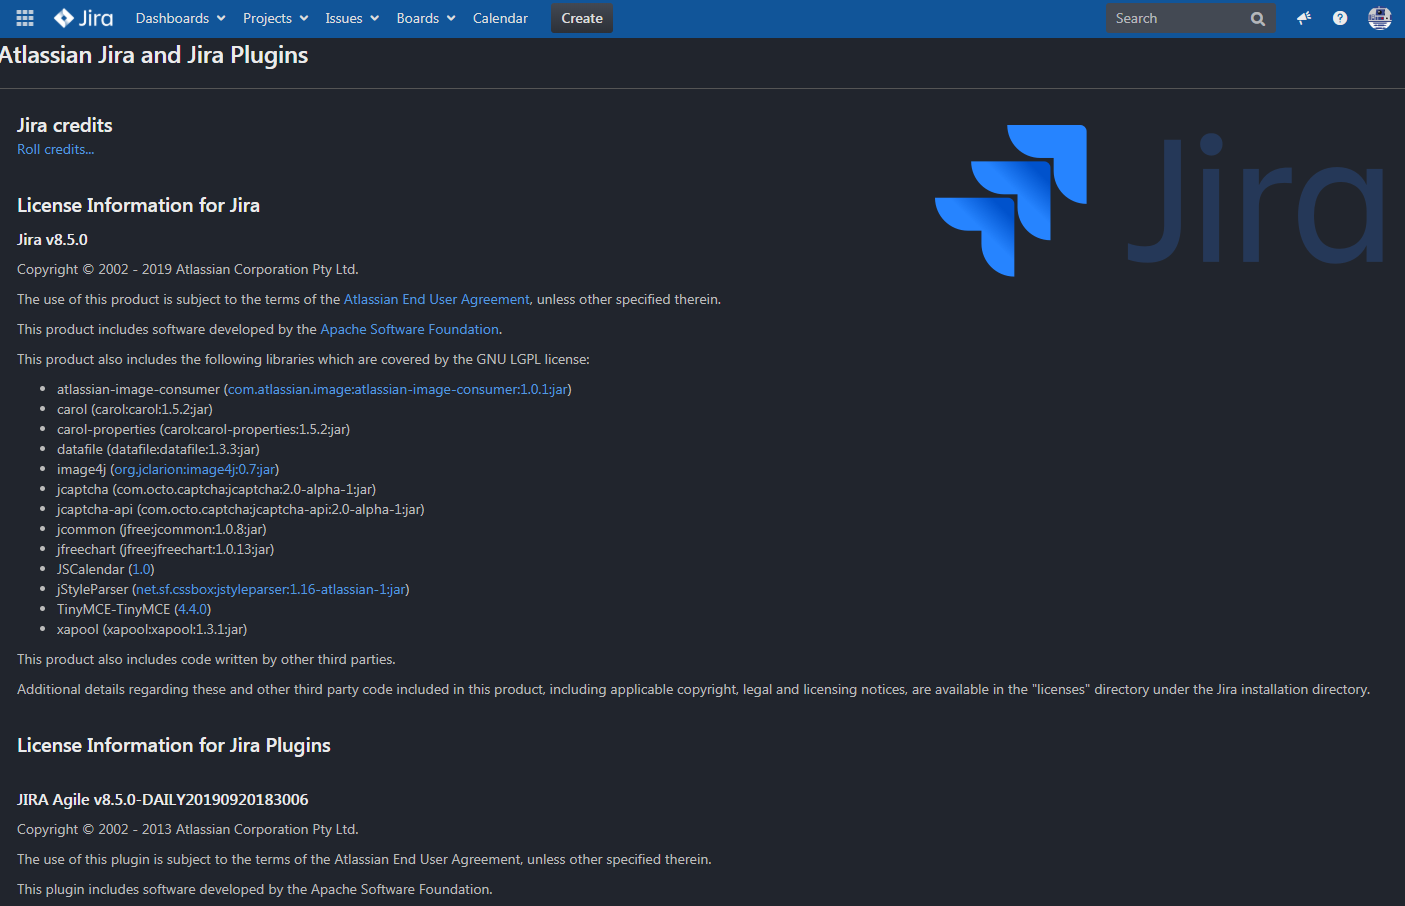 Jira Dashboards Projects Issues Boards Calendar Create Search
Atlassian Jira and Jira Plugins
Jira credits
Roll credits...
Jira
License Information for Jira
Jira v8.5.0
Copyright © 2002 - 2019 Atlassian Corporation Pty Ltd.
The use of this product is subject to the terms of the Atlassian End User Agreement, unless other specified therein.
This product includes software developed by the Apache Software Foundation.
This product also includes the following libraries which are covered by the GNU LGPL license:
• atlassian-image-consumer (com.atlassian.image:atlassian-image-consumer:1.0.1:jar)
• carol (carol:carol:1.5.2:jar)
• carol-properties (carol:carol-properties:1.5.2:jar)
• datafile (datafile:datafile:1.3.3:jar)
• image4j (org.jclarion:image4j:0.7:jar)
• jcaptcha (com.octo.captcha:jcaptcha:2.0-alpha-1:jar)
• jcaptcha-api (com.octo.captcha:jcaptcha-api:2.0-alpha-1:jar)
• jcommon (jfree:jcommon:1.0.8:jar)
• jfreechart (jfree:jfreechart:1.0.13:jar)
• JSCalendar (1.0)
• jStyleParser (net.sf.cssbox:jstyleparser:1.16-atlassian-1:jar)
• TinyMCE-TinyMCE (4.4.0)
• xapool (xapool:xapool:1.3.1:jar)
This product also includes code written by other third parties.
Additional details regarding these and other third party code included in this product, including applicable copyright, legal and licensing notices, are available in the "licenses" directory under the Jira installation directory.
License Information for Jira Plugins
JIRA Agile v8.5.0-DAILY20190920183006
Copyright © 2002 - 2013 Atlassian Corporation Pty Ltd.
The use of this plugin is subject to the terms of the Atlassian End User Agreement, unless other specified therein.
This plugin includes software developed by the Apache Software Foundation.